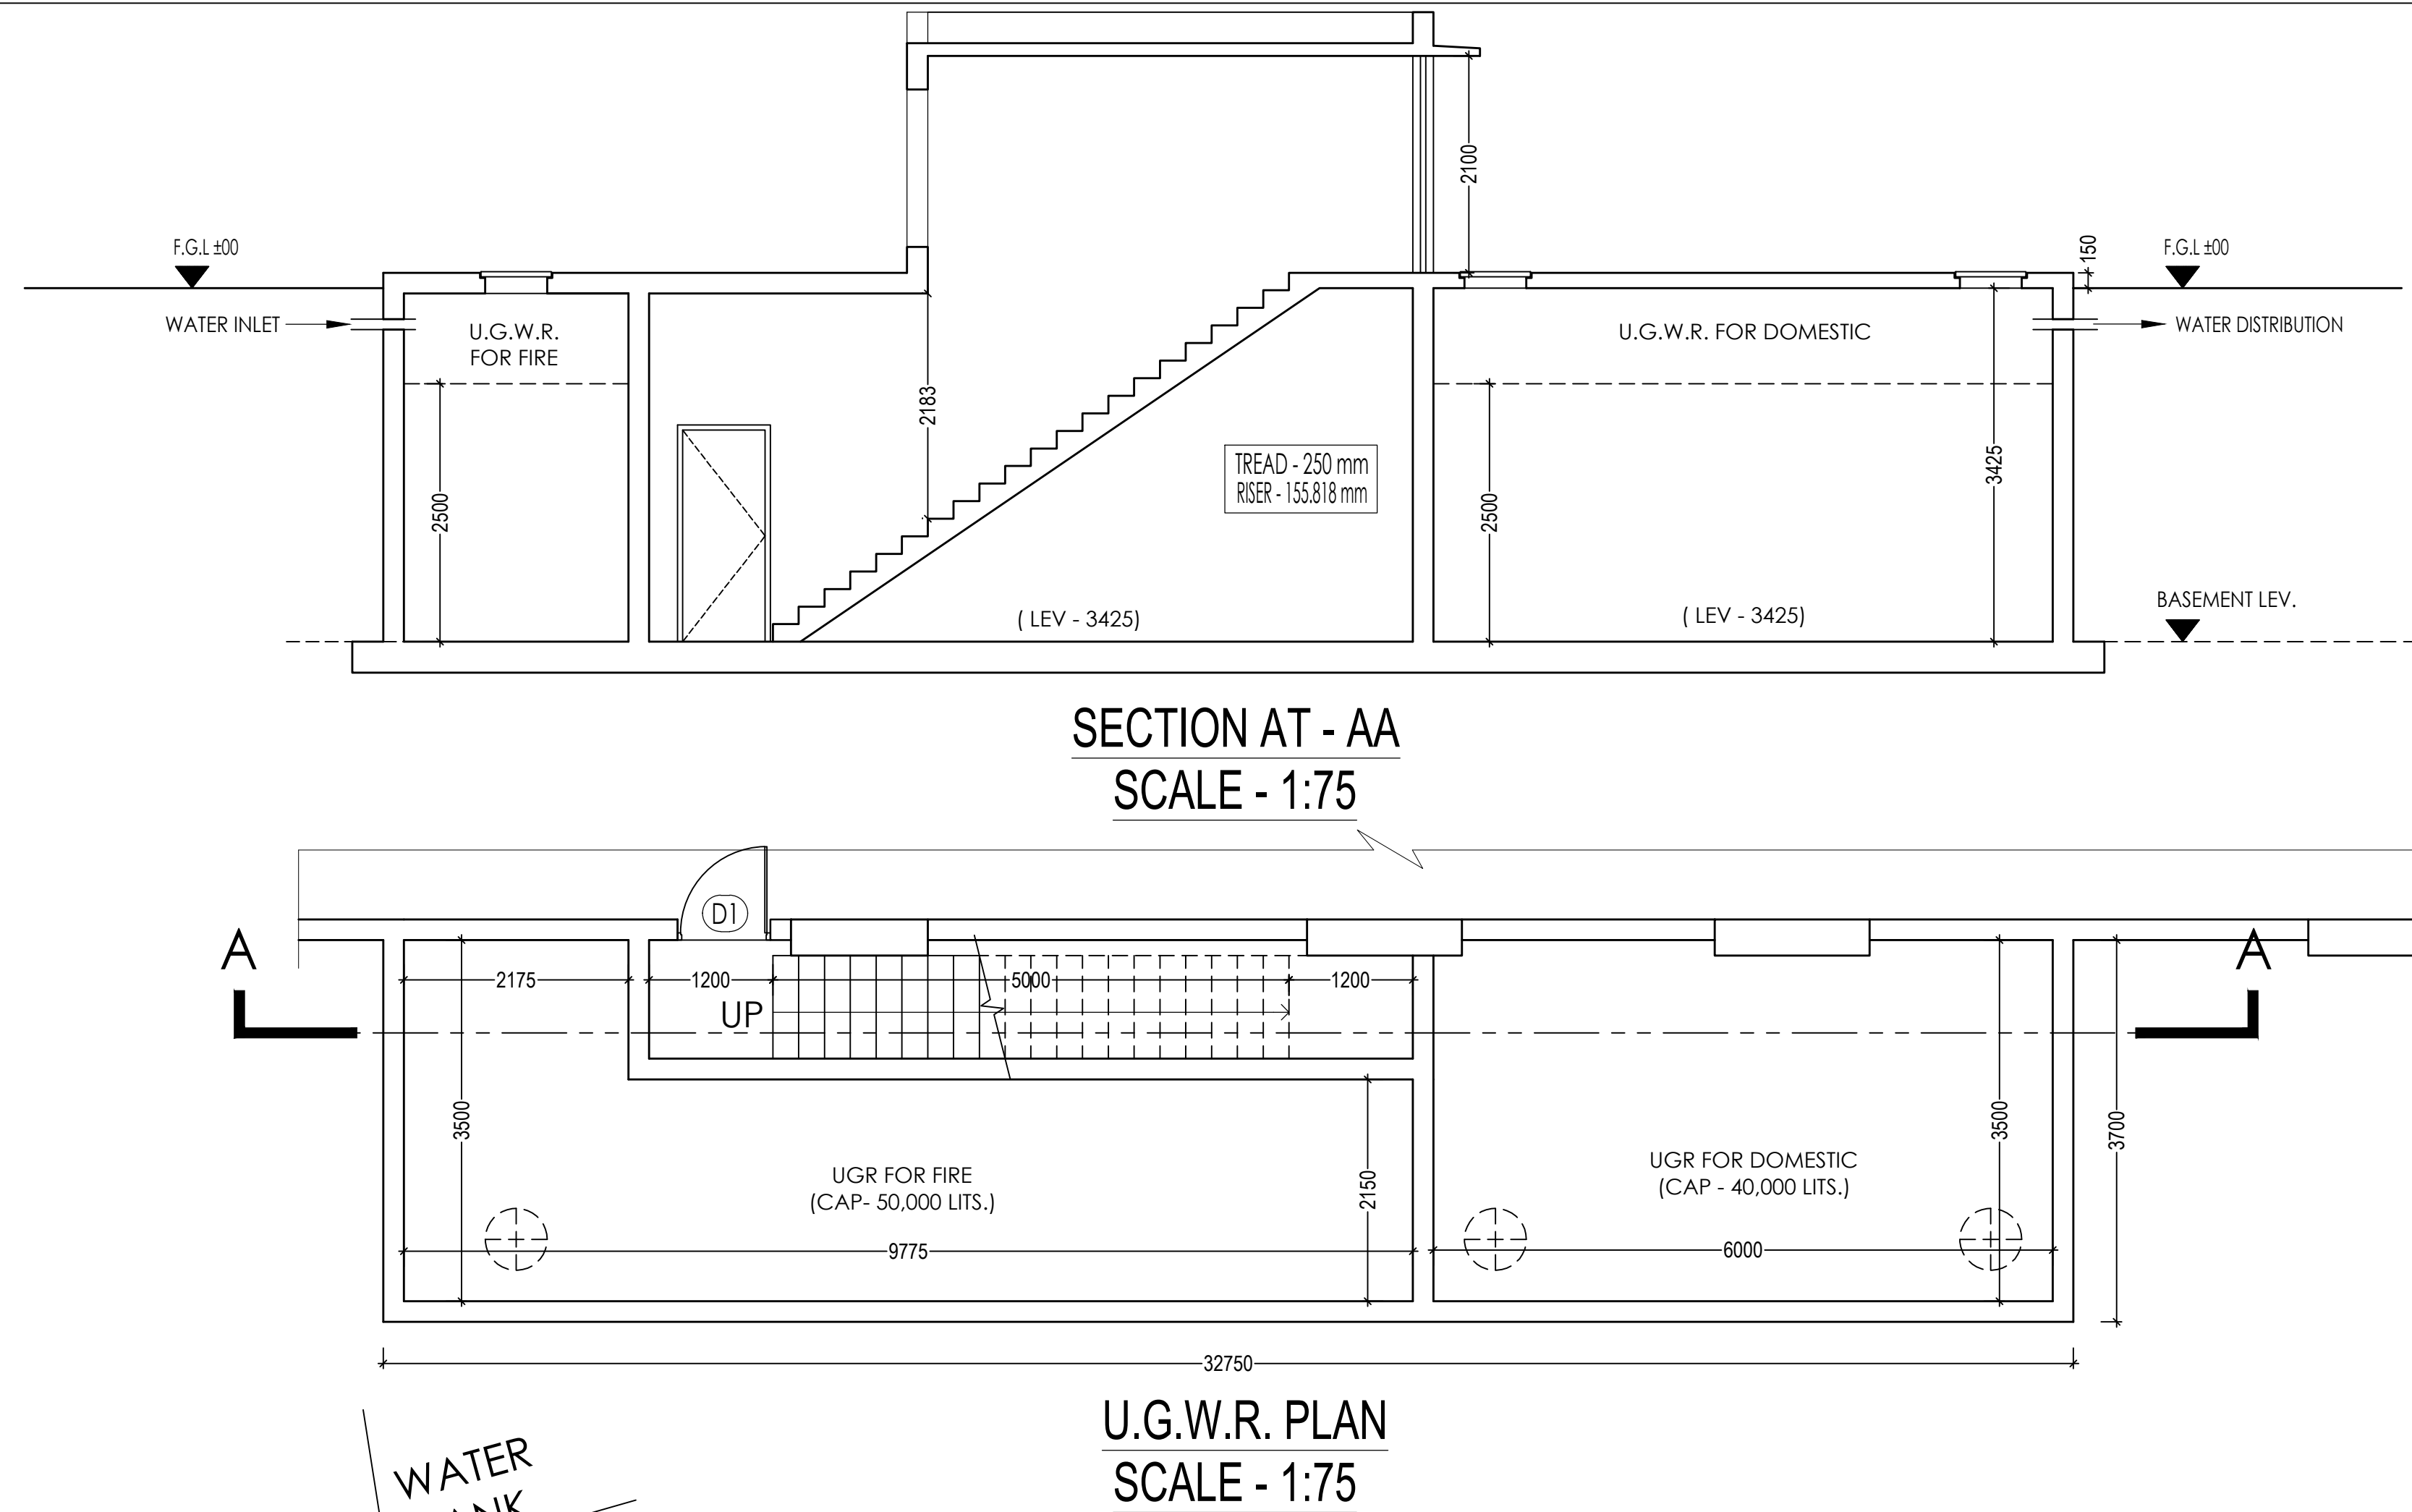 2100
F.G.L ±00
150
F.G.L ±00
WATER INLET
U.G.W.R.
FOR FIRE
U.G.W.R. FOR DOMESTIC
WATER DISTRIBUTION
2183
TREAD - 250 mm
RISER - 155.818 mm
2500
2500
3425
( LEV - 3425)
( LEV - 3425)
BASEMENT LEV.
SECTION AT - AA
SCALE - 1:75
D1
A
A
2175
1200
5000
1200
UP
3500
2150
3500
3700
UGR FOR FIRE
(CAP- 50,000 LITS.)
UGR FOR DOMESTIC
(CAP - 40,000 LITS.)
9775
6000
32750
U.G.W.R. PLAN
SCALE - 1:75
WATER